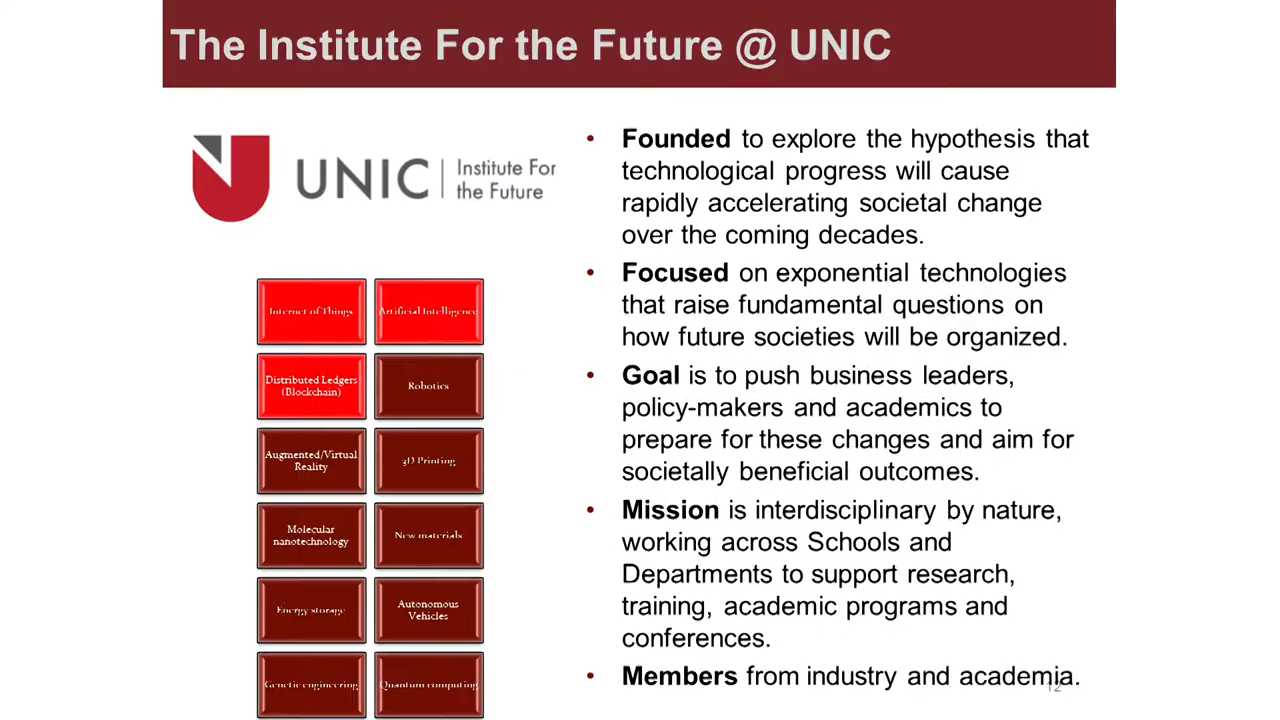 The Institute For the Future @ UNIC
UNIC
Institute For
the Future
Internet of Things
Artificial Intelligence
Distributed Ledgers
(Blockchain)
Robotics
Augmented/Virtual
Reality
3D Printing
Molecular
nanotechnology
New materials
Energy storage
Autonomous
Vehicles
Genetic engineering
Quantum computing
• Founded to explore the hypothesis that
technological progress will cause
rapidly accelerating societal change
over the coming decades.
• Focused on exponential technologies
that raise fundamental questions on
how future societies will be organized.
• Goal is to push business leaders,
policy-makers and academics to
prepare for these changes and aim for
societally beneficial outcomes.
• Mission is interdisciplinary by nature,
working across Schools and
Departments to support research,
training, academic programs and
conferences.
• Members from industry and academia.
12